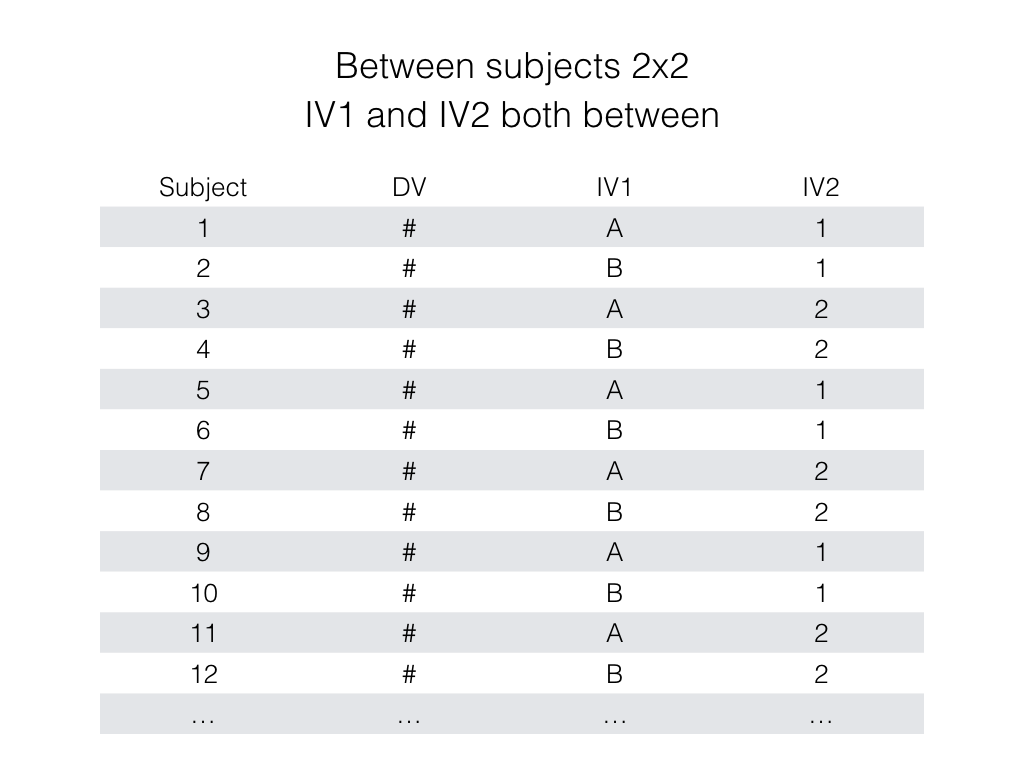 Between subjects 2x2
IV1 and IV2 both between
Subject DV IV1 IV2
1 # A 1
2 # B 1
3 # A 2
4 # B 2
5 # A 1
6 # B 1
7 # A 2
8 # B 2
9 # A 1
10 # B 1
11 # A 2
12 # B 2
… … … …